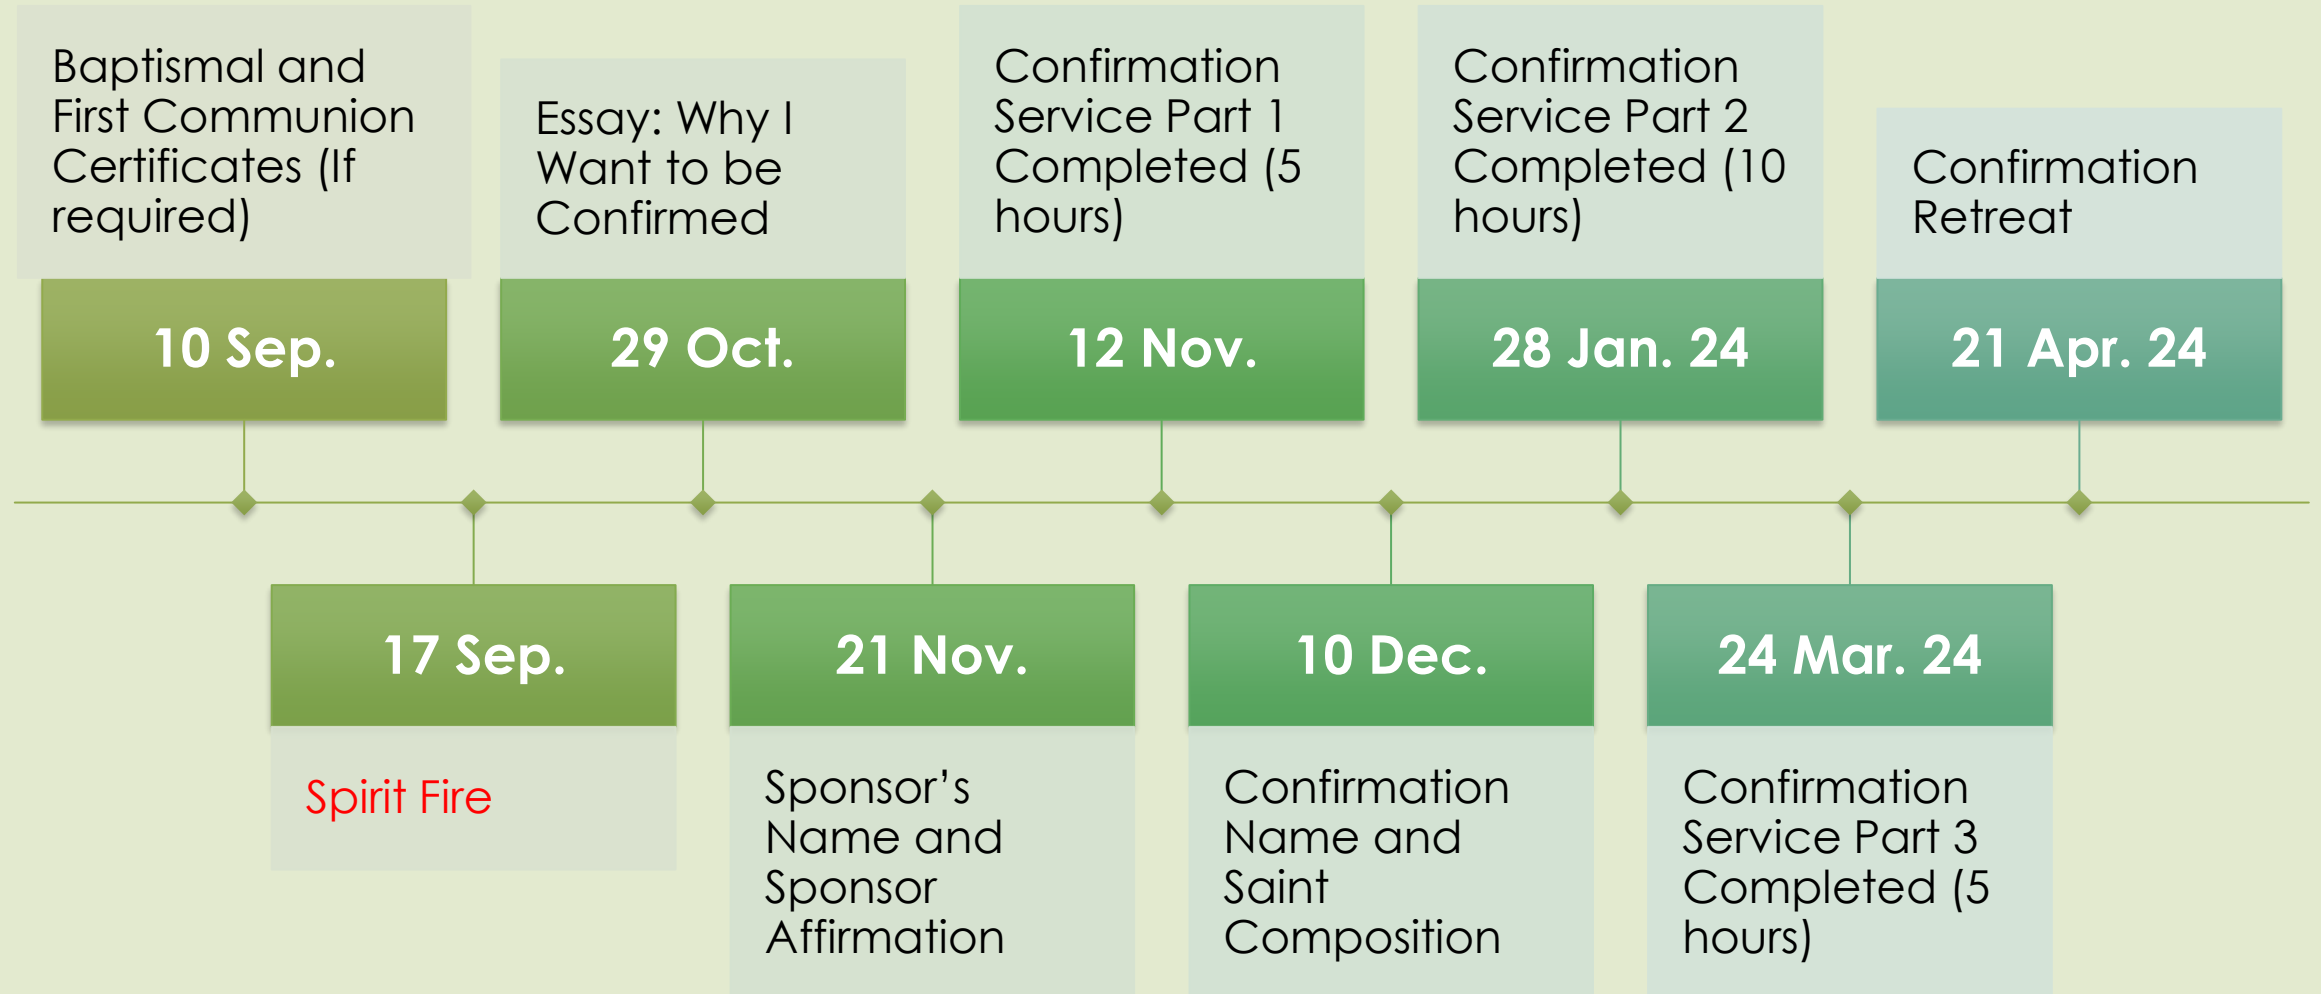 Baptismal and
First Communion
Certificates (If
required)
10 Sep.
17 Sep.
Spirit Fire
Essay: Why I
Want to be
Confirmed
29 Oct.
21 Nov.
Sponsor’s
Name and
Sponsor
Affirmation
Confirmation
Service Part 1
Completed (5
hours)
12 Nov.
10 Dec.
Confirmation
Name and
Saint
Composition
Confirmation
Service Part 2
Completed (10
hours)
28 Jan. 24
24 Mar. 24
Confirmation
Service Part 3
Completed (5
hours)
Confirmation
Retreat
21 Apr. 24